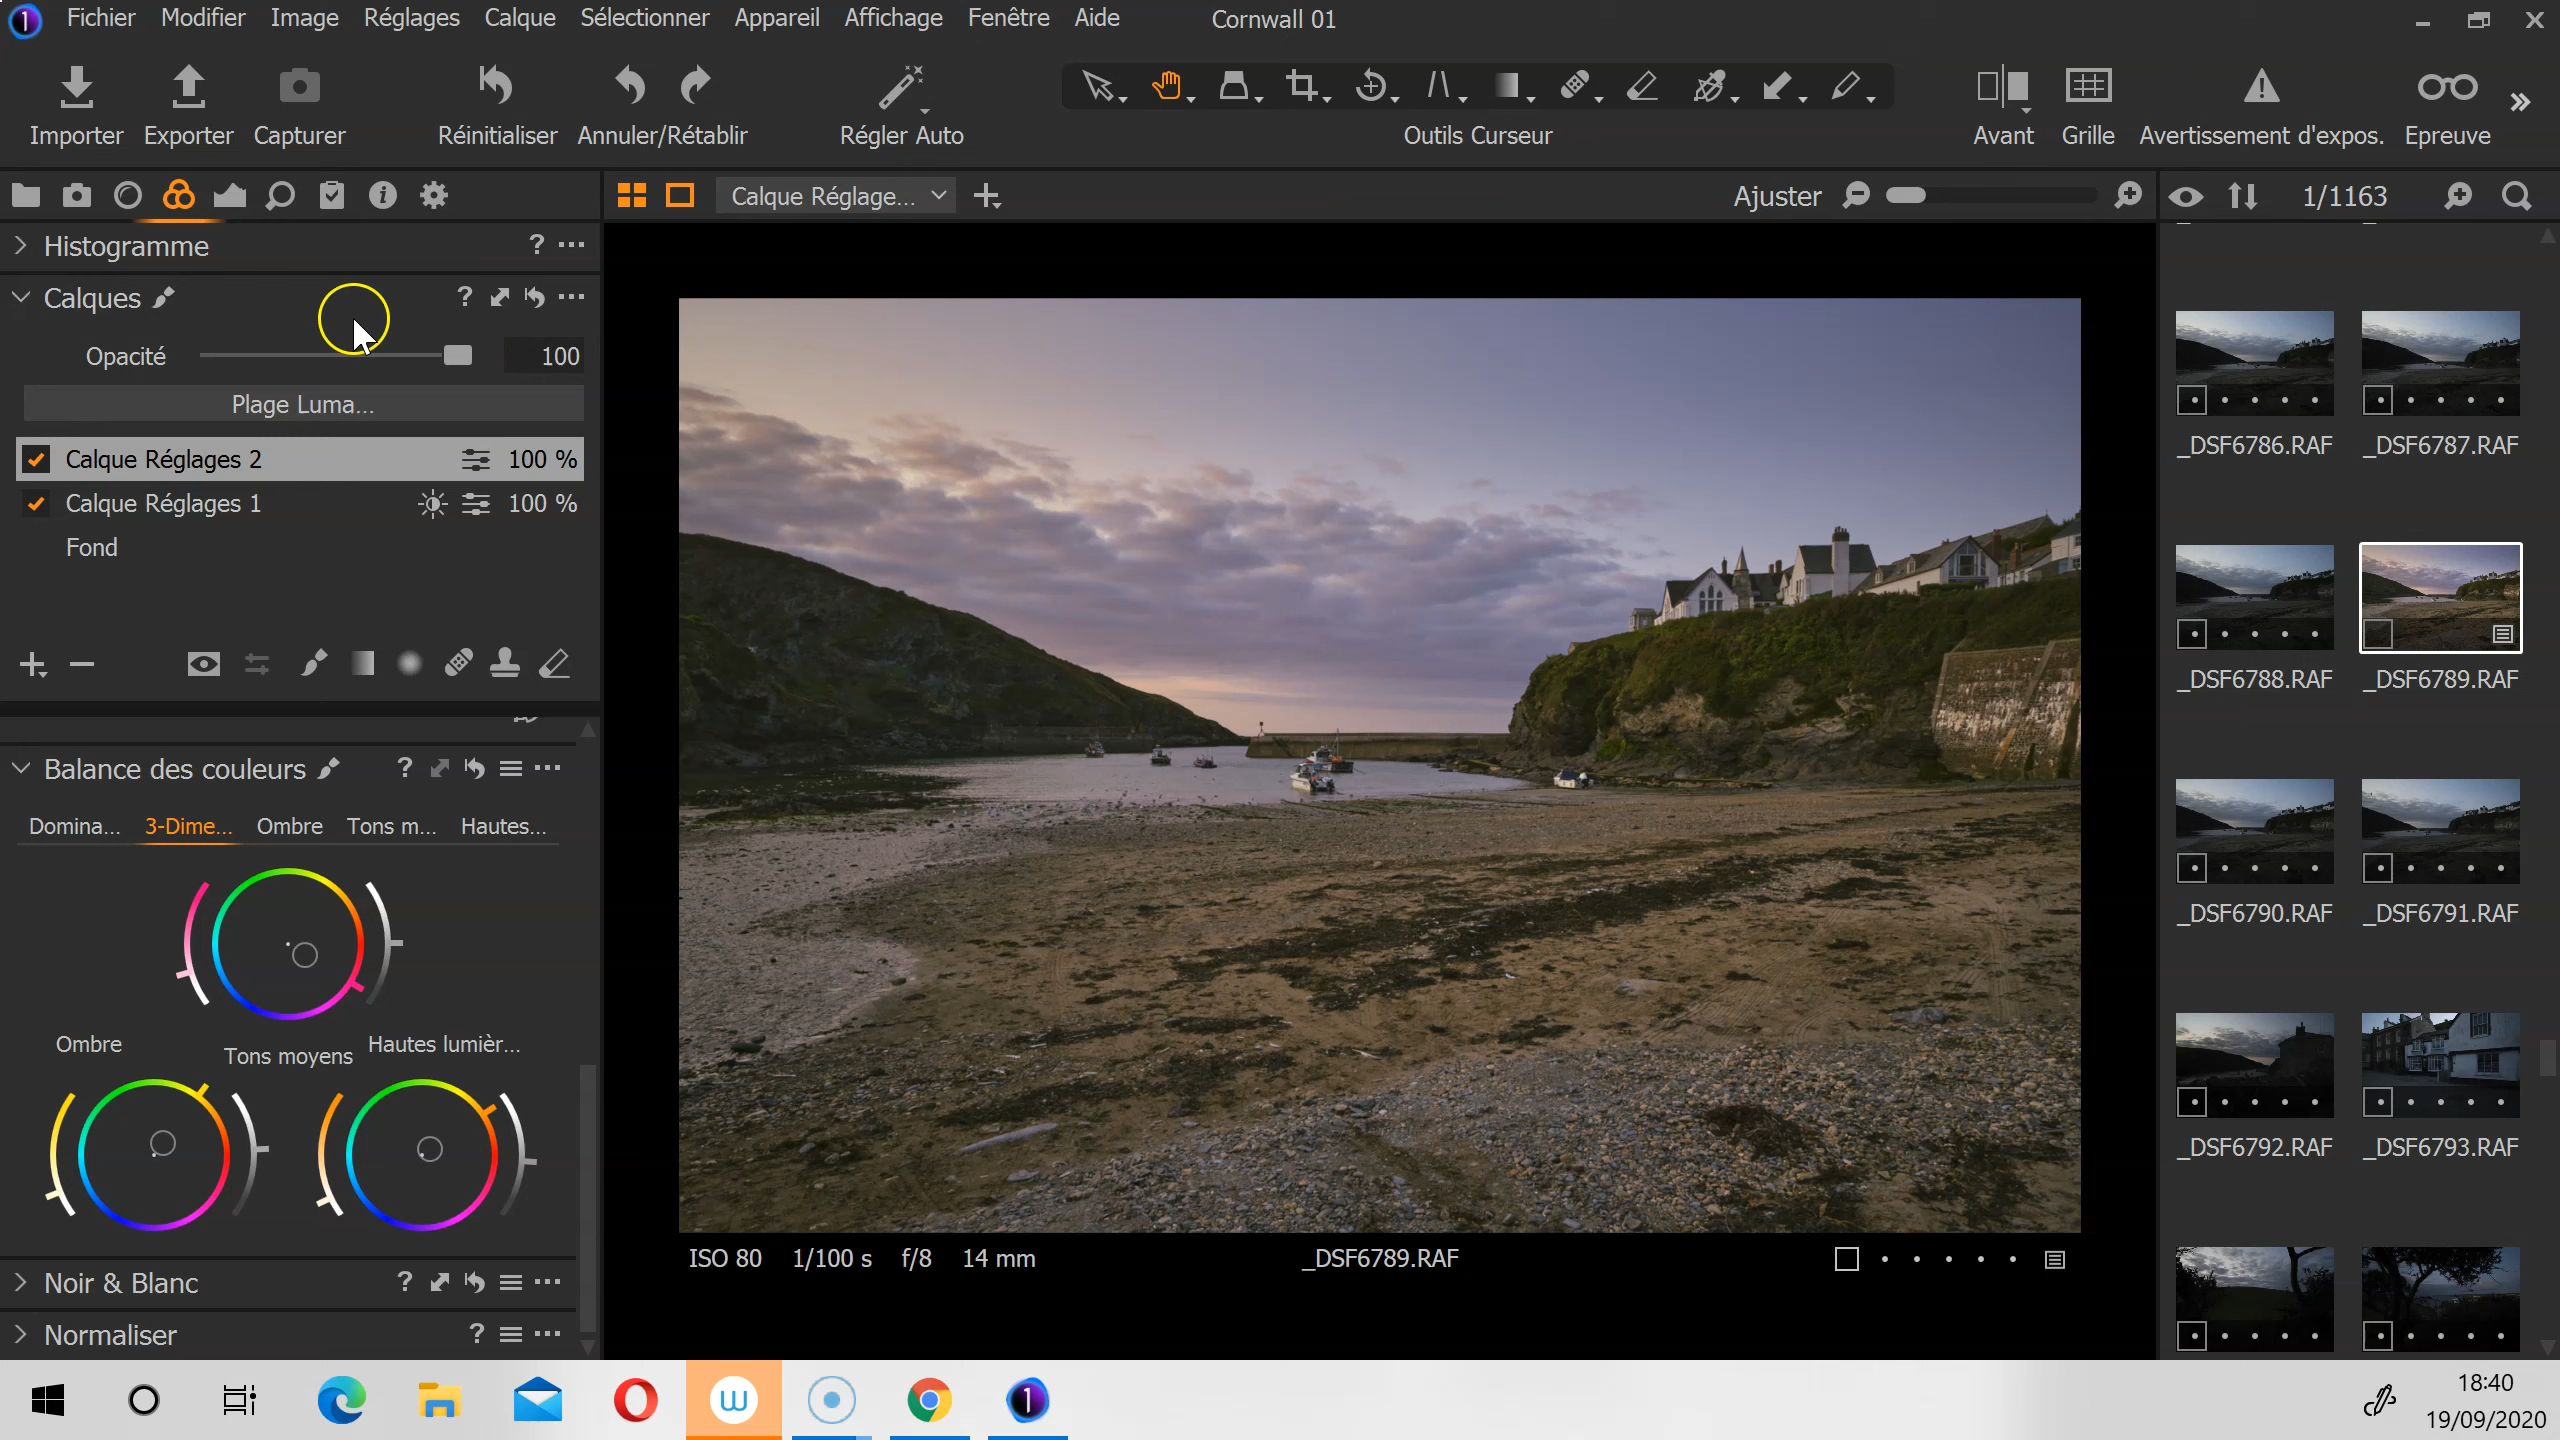 Fichier Modifier Image Réglages Calque Sélectionner Appareil Affichage Fenêtre Aide Cornwall 01
Importer Exporter Capturer Réinitialiser Annuler/Rétablir Régler Auto Outils Curseur Avant Grille Avertissement d'expos. Epreuve
Calque Réglage... Ajuster 1/1163
Histogramme
Calques
Opacité 100
Plage Luma...
Calque Réglages 2 100 %
Calque Réglages 1 100 %
Fond
Balance des couleurs
Domina... 3-Dime... Ombre Tons m... Hautes...
Ombre Tons moyens Hautes lumièr...
Noir & Blanc
Normaliser
ISO 80 1/100 s f/8 14 mm _DSF6789.RAF
_DSF6786.RAF _DSF6787.RAF
_DSF6788.RAF _DSF6789.RAF
_DSF6790.RAF _DSF6791.RAF
_DSF6792.RAF _DSF6793.RAF
18:40
19/09/2020